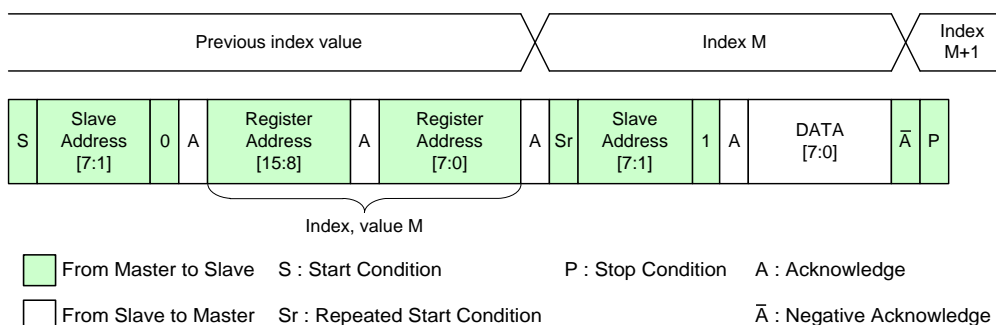 Previous index value
Index M
Index
M+1
S
Slave
Address
[7:1]
0
A
Register
Address
[15:8]
A
Register
Address
[7:0]
A
Sr
Slave
Address
[7:1]
1
A
DATA
[7:0]
A̅
P
Index, value M
From Master to Slave
S : Start Condition
P : Stop Condition
A : Acknowledge
From Slave to Master
Sr : Repeated Start Condition
A̅ : Negative Acknowledge